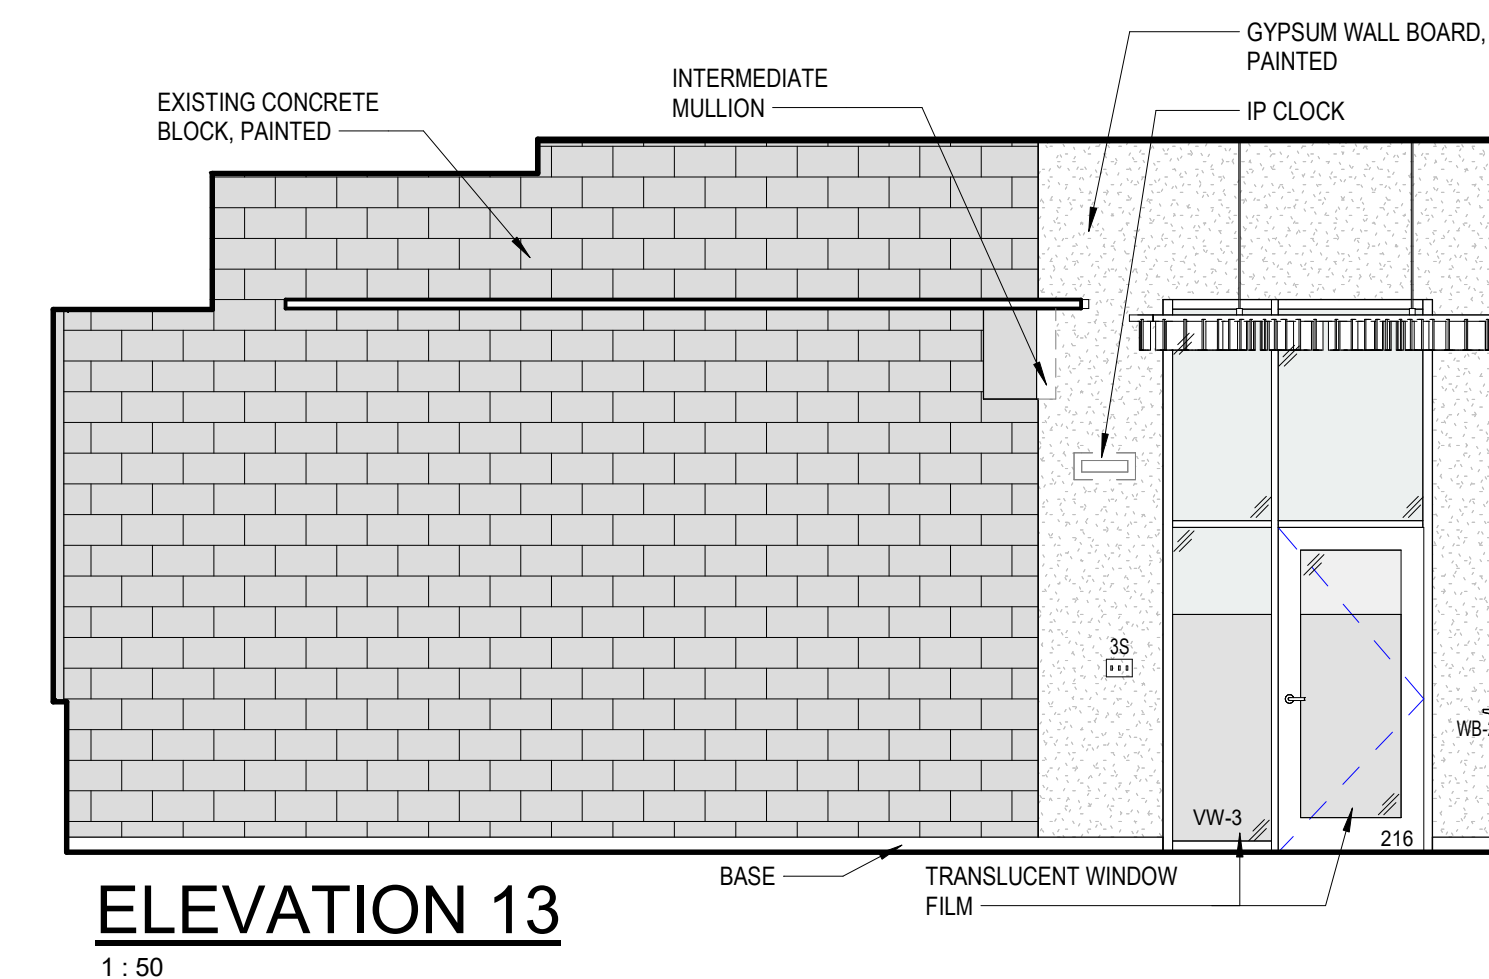 GYPSUM WALL BOARD,
PAINTED
INTERMEDIATE
MULLION
EXISTING CONCRETE
BLOCK, PAINTED
IP CLOCK
3S
WB-
VW-3
216
BASE
TRANSLUCENT WINDOW
FILM
ELEVATION 13
1 : 50